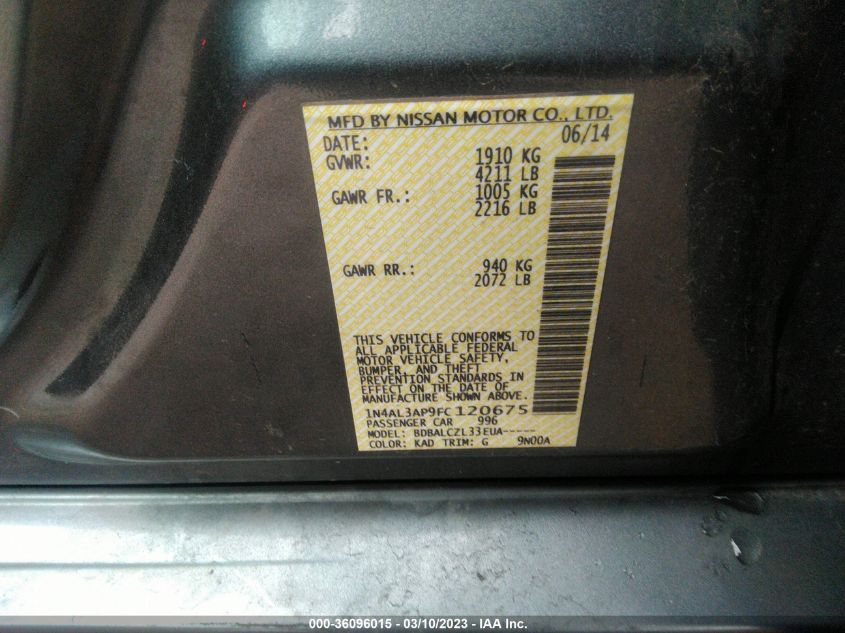 MFD BY NISSAN MOTOR CO., LTD.
DATE: 06/14
GVWR: 1910 KG
4211 LB
GAWR FR.: 1005 KG
2216 LB
GAWR RR.: 940 KG
2072 LB
THIS VEHICLE CONFORMS TO
ALL APPLICABLE FEDERAL
MOTOR VEHICLE SAFETY,
BUMPER, AND THEFT
PREVENTION STANDARDS IN
EFFECT ON THE DATE OF
MANUFACTURE SHOWN ABOVE.
1N4AL3AP9FC120675
PASSENGER CAR 996
MODEL: BDBALCZL33EUA-----
COLOR: KAD TRIM: G 9N00A
000-36096015 - 03/10/2023 - IAA Inc.